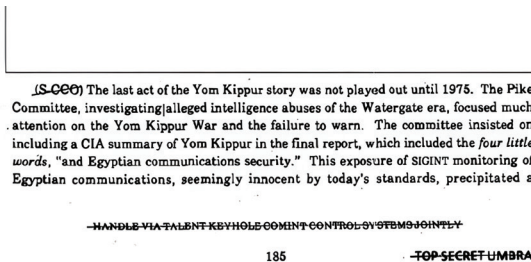 (S-CCO) The last act of the Yom Kippur story was not played out until 1975. The Pike
Committee, investigating alleged intelligence abuses of the Watergate era, focused much
attention on the Yom Kippur War and the failure to warn. The committee insisted on
including a CIA summary of Yom Kippur in the final report, which included the four little
words, "and Egyptian communications security." This exposure of SIGINT monitoring of
Egyptian communications, seemingly innocent by today's standards, precipitated a
HANDLE VIA TALENT KEYHOLE COMINT CONTROL SYSTEMS JOINTLY
185
TOP SECRET UMBRA